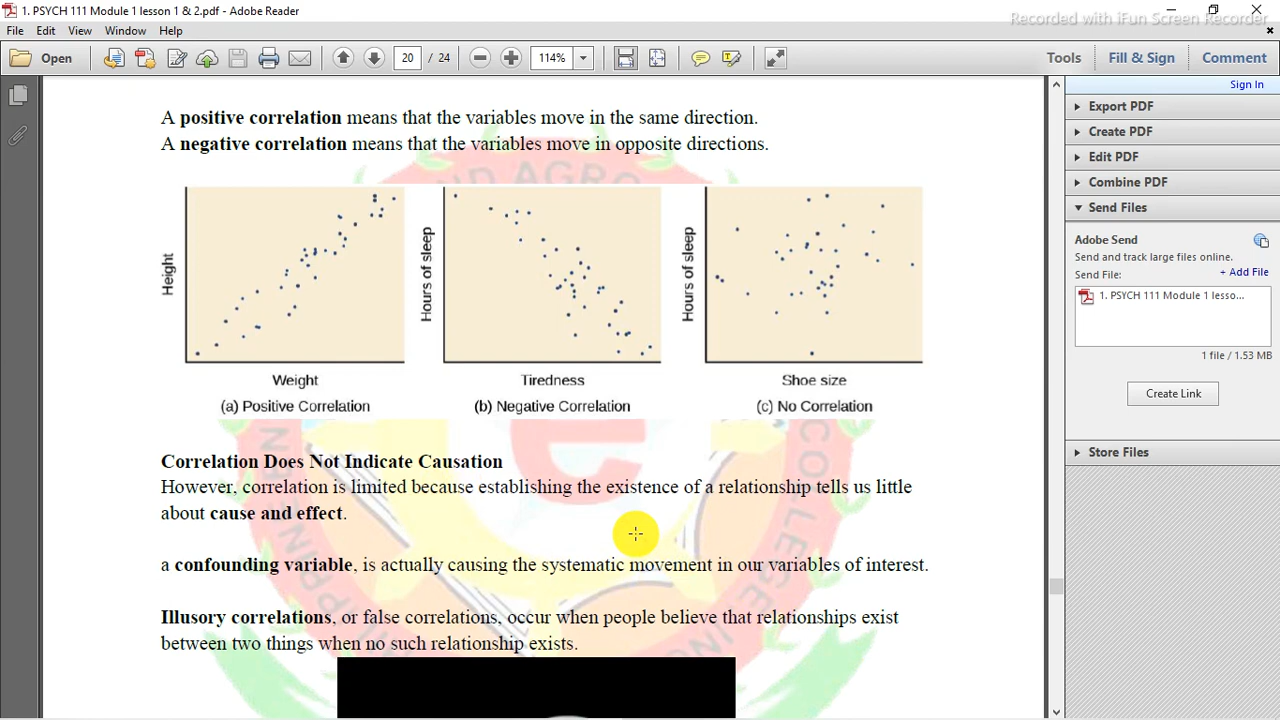 1. PSYCH 111 Module 1 lesson 1 & 2.pdf - Adobe Reader
Recorded with iFun Screen Recorder
File Edit View Window Help
Open 20 / 24 114% Tools Fill & Sign Comment
Sign In
A positive correlation means that the variables move in the same direction.
A negative correlation means that the variables move in opposite directions.
Height
Weight
(a) Positive Correlation
Hours of sleep
Tiredness
(b) Negative Correlation
Hours of sleep
Shoe size
(c) No Correlation
Correlation Does Not Indicate Causation
However, correlation is limited because establishing the existence of a relationship tells us little
about cause and effect.
a confounding variable, is actually causing the systematic movement in our variables of interest.
Illusory correlations, or false correlations, occur when people believe that relationships exist
between two things when no such relationship exists.
Export PDF
Create PDF
Edit PDF
Combine PDF
Send Files
Adobe Send
Send and track large files online.
Send File:
+ Add File
1. PSYCH 111 Module 1 lesso...
1 file / 1.53 MB
Create Link
Store Files